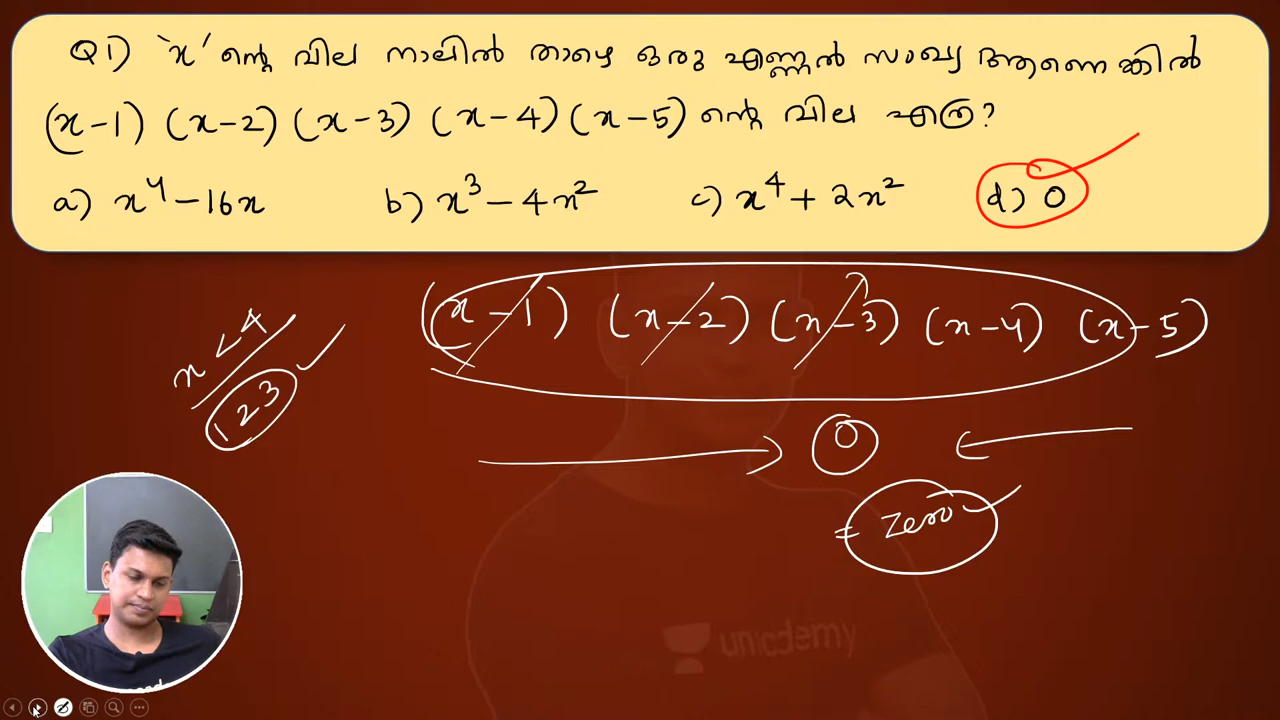 Q1) 'x' ന്റെ വില നാലിൽ താഴെ ഒരു എണ്ണൽ സംഖ്യ ആണെങ്കിൽ
(x-1) (x-2) (x-3) (x-4) (x-5) ന്റെ വില എത്ര?
a) x⁴-16x b) x³-4x² c) x⁴+2x² d) 0
(x-1) (x-2) (x-3) (x-4) (x-5)
x<4
1 2 3
0
= Zero
unacademy